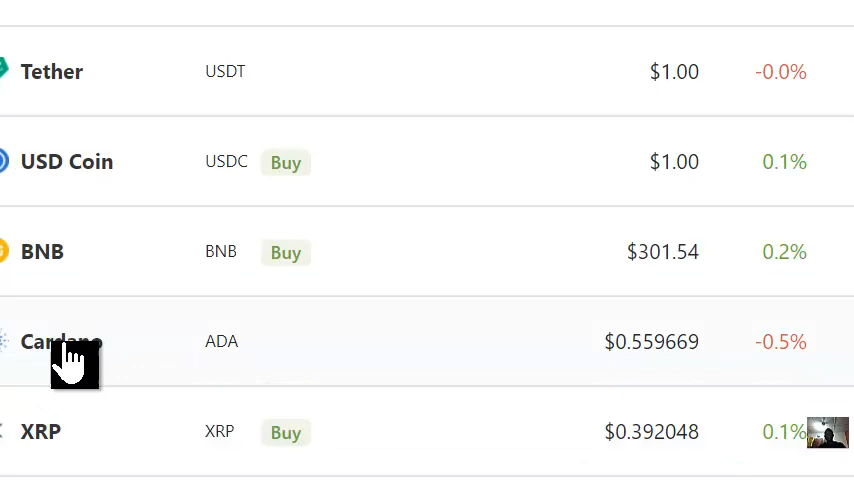 Tether USDT $1.00 -0.0%
USD Coin USDC Buy $1.00 0.1%
BNB BNB Buy $301.54 0.2%
Cardano ADA $0.559669 -0.5%
XRP XRP Buy $0.392048 0.1%